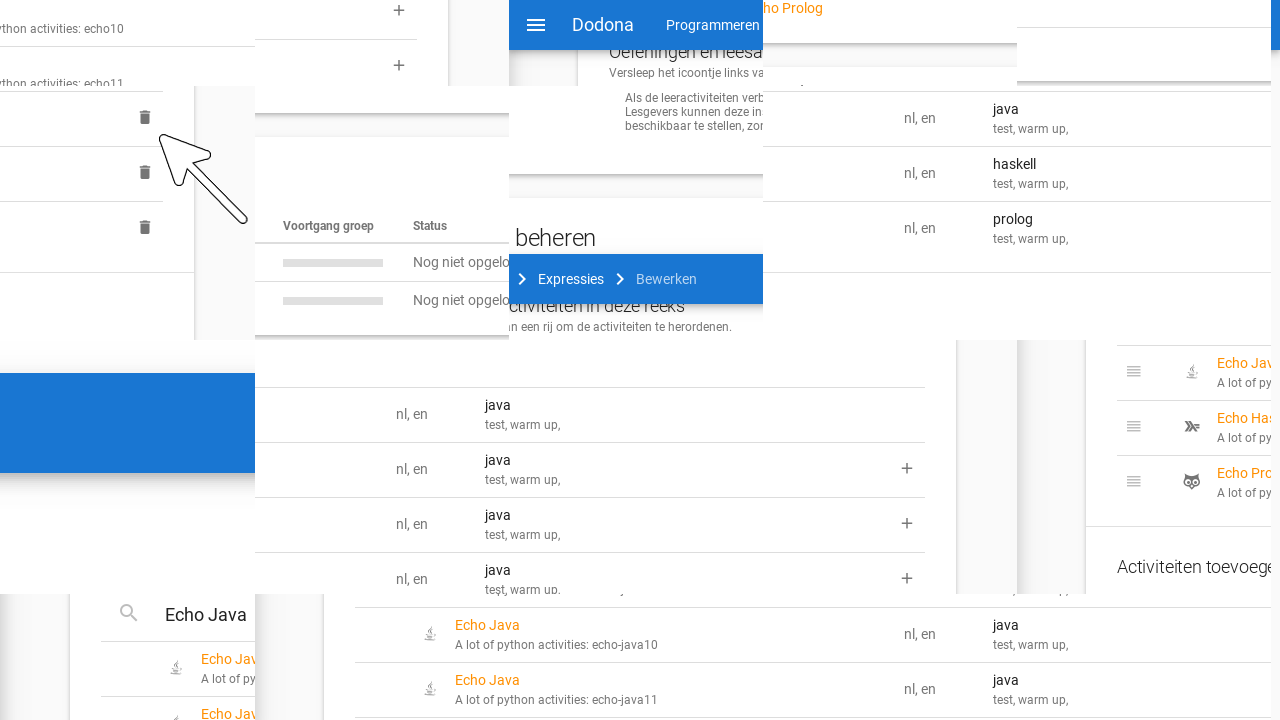 ython activities: echo10
ython activities: echo11
Dodona
Programmeren
ho Prolog
Oefeningen en leesa
Versleep het icoontje links va
Als de leeractiviteiten verb
Lesgevers kunnen deze in
beschikbaar te stellen, zor
nl, en
java
test, warm up,
nl, en
haskell
test, warm up,
nl, en
prolog
test, warm up,
Voortgang groep
Status
Nog niet opgelo
Nog niet opgelo
beheren
Expressies
Bewerken
ctiviteiten in deze reeks
an een rij om de activiteiten te herordenen.
nl, en
java
test, warm up,
nl, en
java
test, warm up,
nl, en
java
test, warm up,
nl, en
java
test, warm up,
Echo Jav
A lot of py
Echo Has
A lot of py
Echo Pro
A lot of py
Activiteiten toevoege
Echo Java
Echo Jav
A lot of py
Echo Jav
Echo Java
A lot of python activities: echo-java10
nl, en
java
test, warm up,
Echo Java
A lot of python activities: echo-java11
nl, en
java
test, warm up,